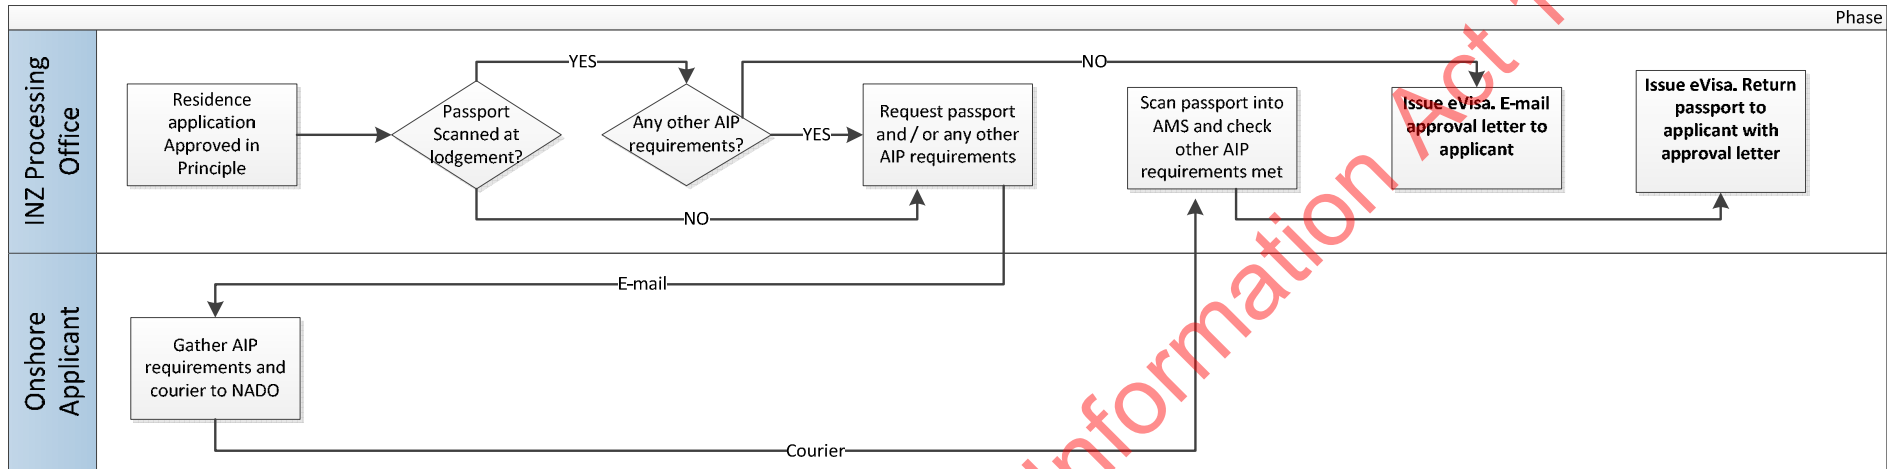 Phase
INZ Processing
Office
Residence
application
Approved in
Principle
Passport
Scanned at
lodgement?
YES
NO
Any other AIP
requirements?
YES
NO
Request passport
and / or any other
AIP requirements
Scan passport into
AMS and check
other AIP
requirements met
Issue eVisa. E-mail
approval letter to
applicant
Issue eVisa. Return
passport to
applicant with
approval letter
Onshore
Applicant
E-mail
Gather AIP
requirements and
courier to NADO
Courier
Information Act 1